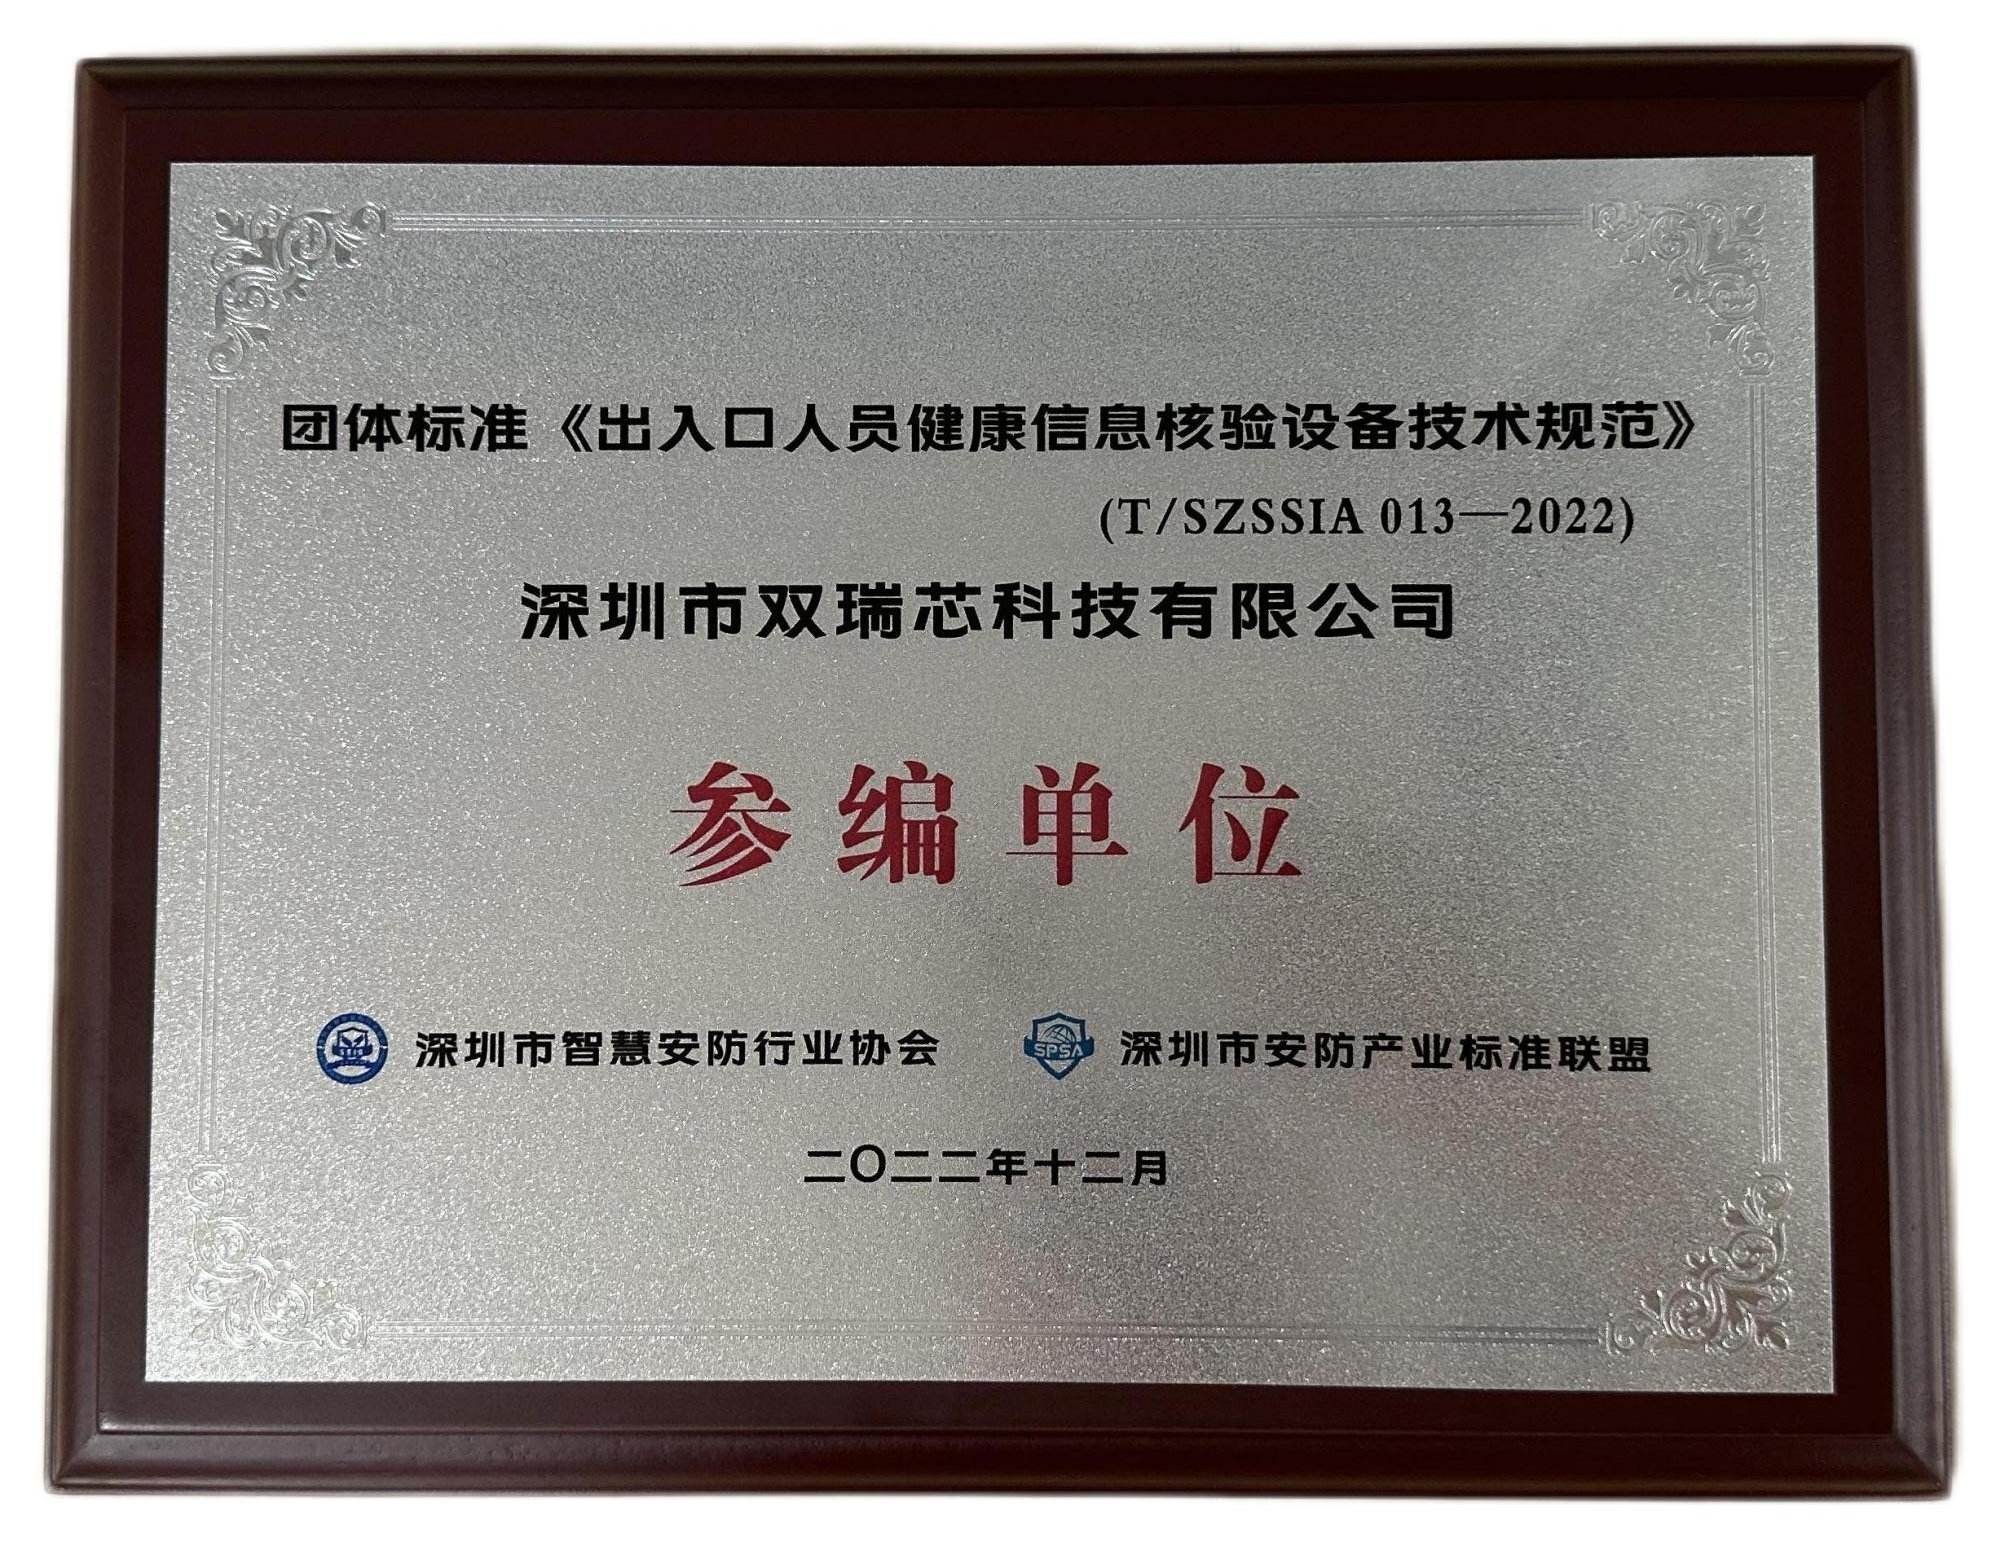 团体标准《出入口人员健康信息核验设备技术规范》
(T/SZSSIA 013—2022)
深圳市双瑞芯科技有限公司
参编单位
深圳市智慧安防行业协会 SPSA 深圳市安防产业标准联盟
二〇二二年十二月